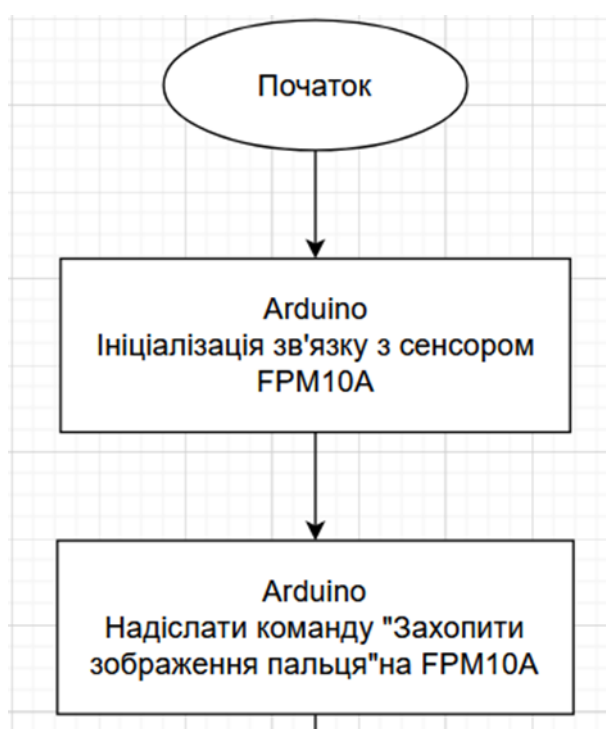 Початок
Arduino
Ініціалізація зв'язку з сенсором
FPM10A
Arduino
Надіслати команду "Захопити
зображення пальця"на FPM10A